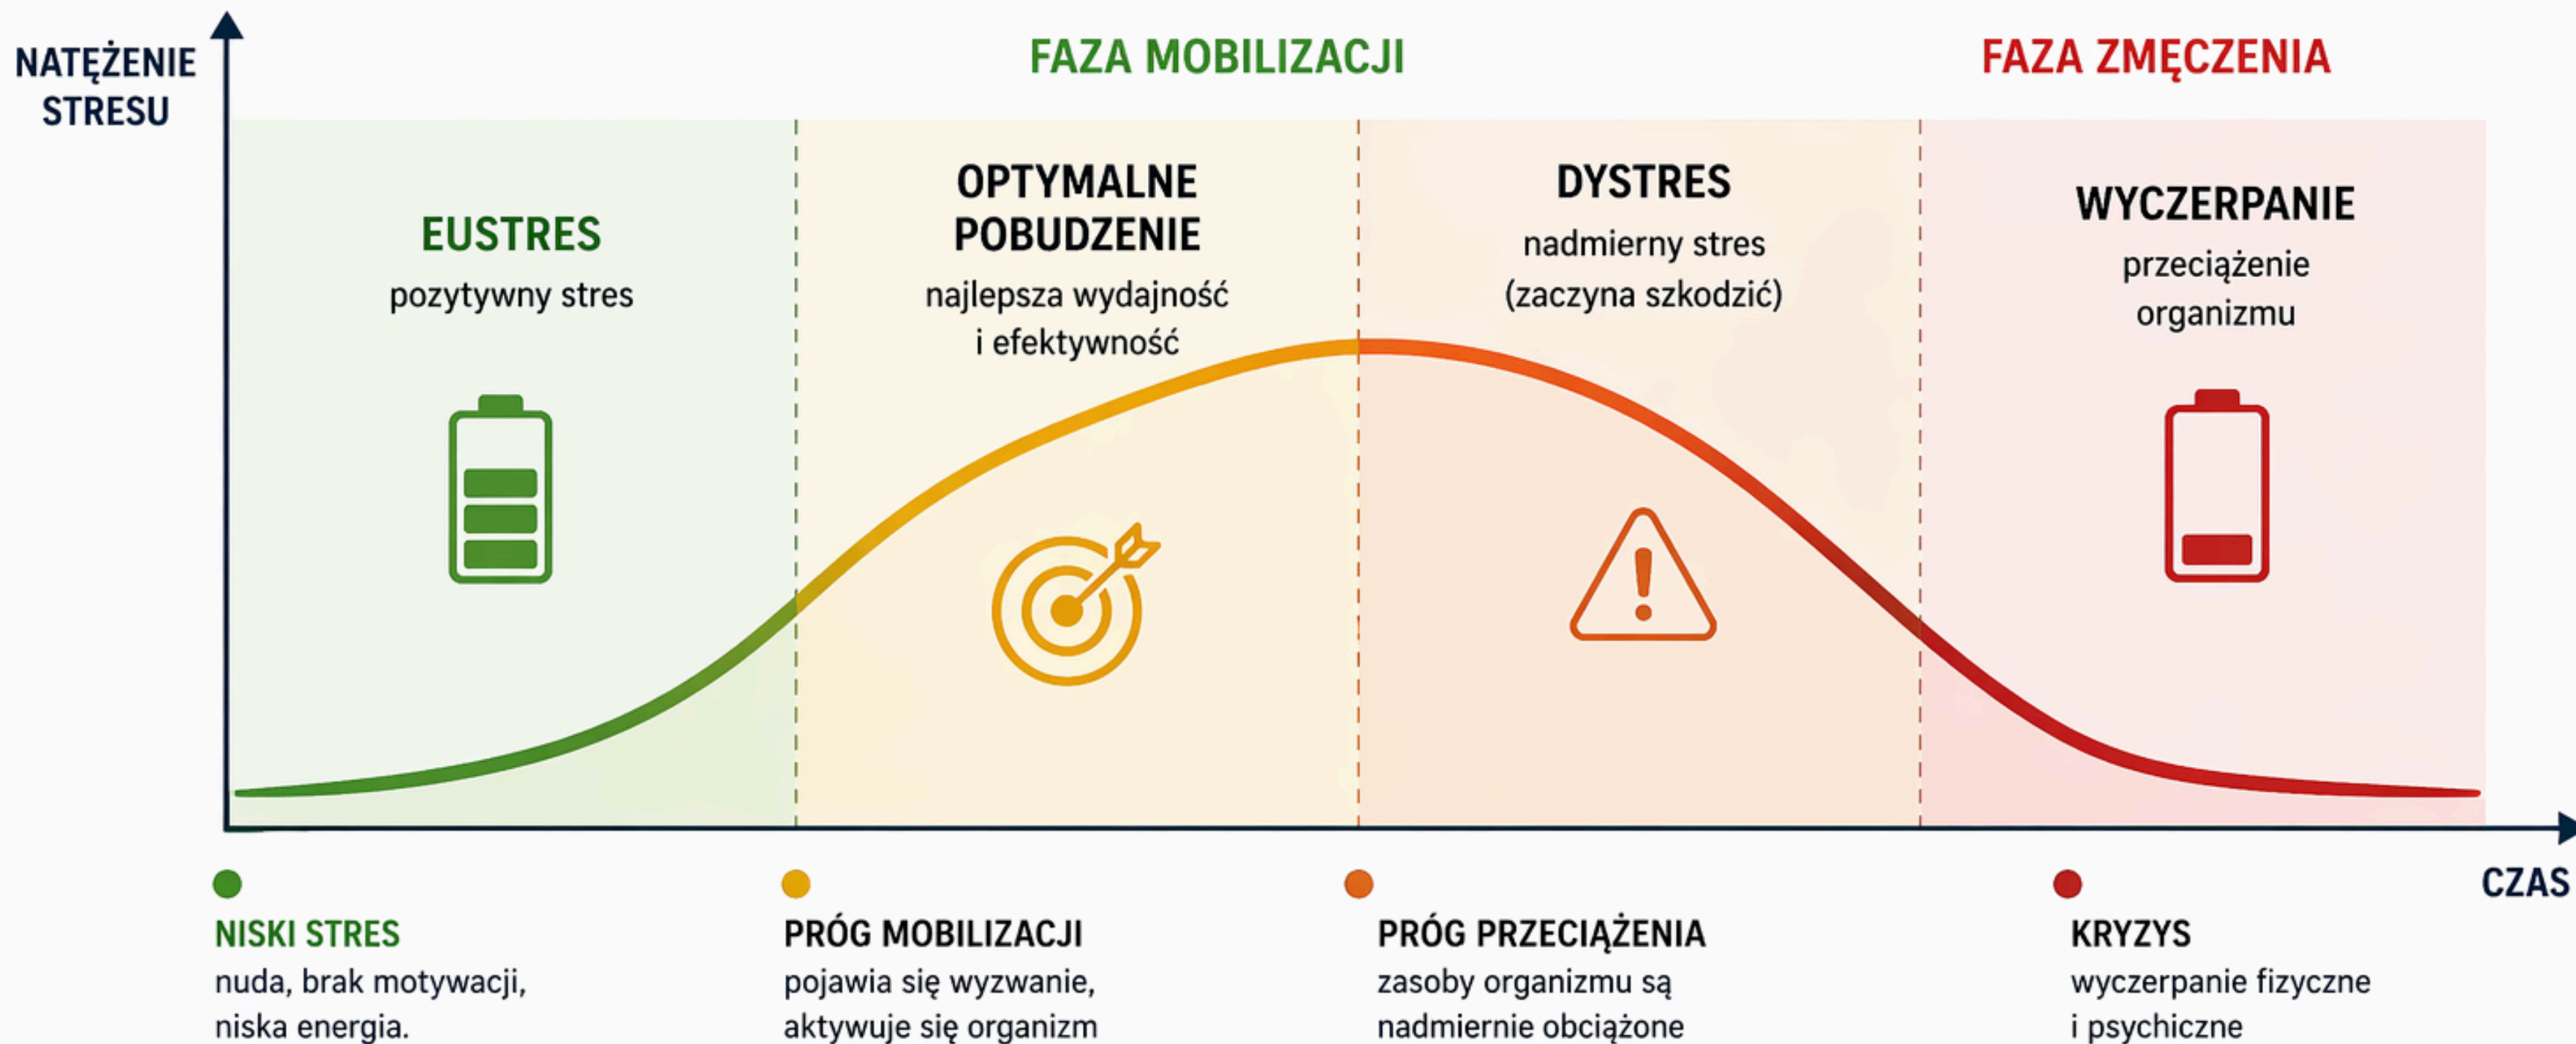 NATĘŻENIE
STRESU
FAZA MOBILIZACJI
FAZA ZMĘCZENIA
EUSTRES
pozytywny stres
OPTYMALNE
POBUDZENIE
najlepsza wydajność
i efektywność
DYSTRES
nadmierny stres
(zaczyna szkodzić)
WYCZERPANIE
przeciążenie
organizmu
CZAS
NISKI STRES
nuda, brak motywacji,
niska energia.
PRÓG MOBILIZACJI
pojawia się wyzwanie,
aktywuje się organizm
PRÓG PRZECIĄŻENIA
zasoby organizmu są
nadmiernie obciążone
KRYZYS
wyczerpanie fizyczne
i psychiczne